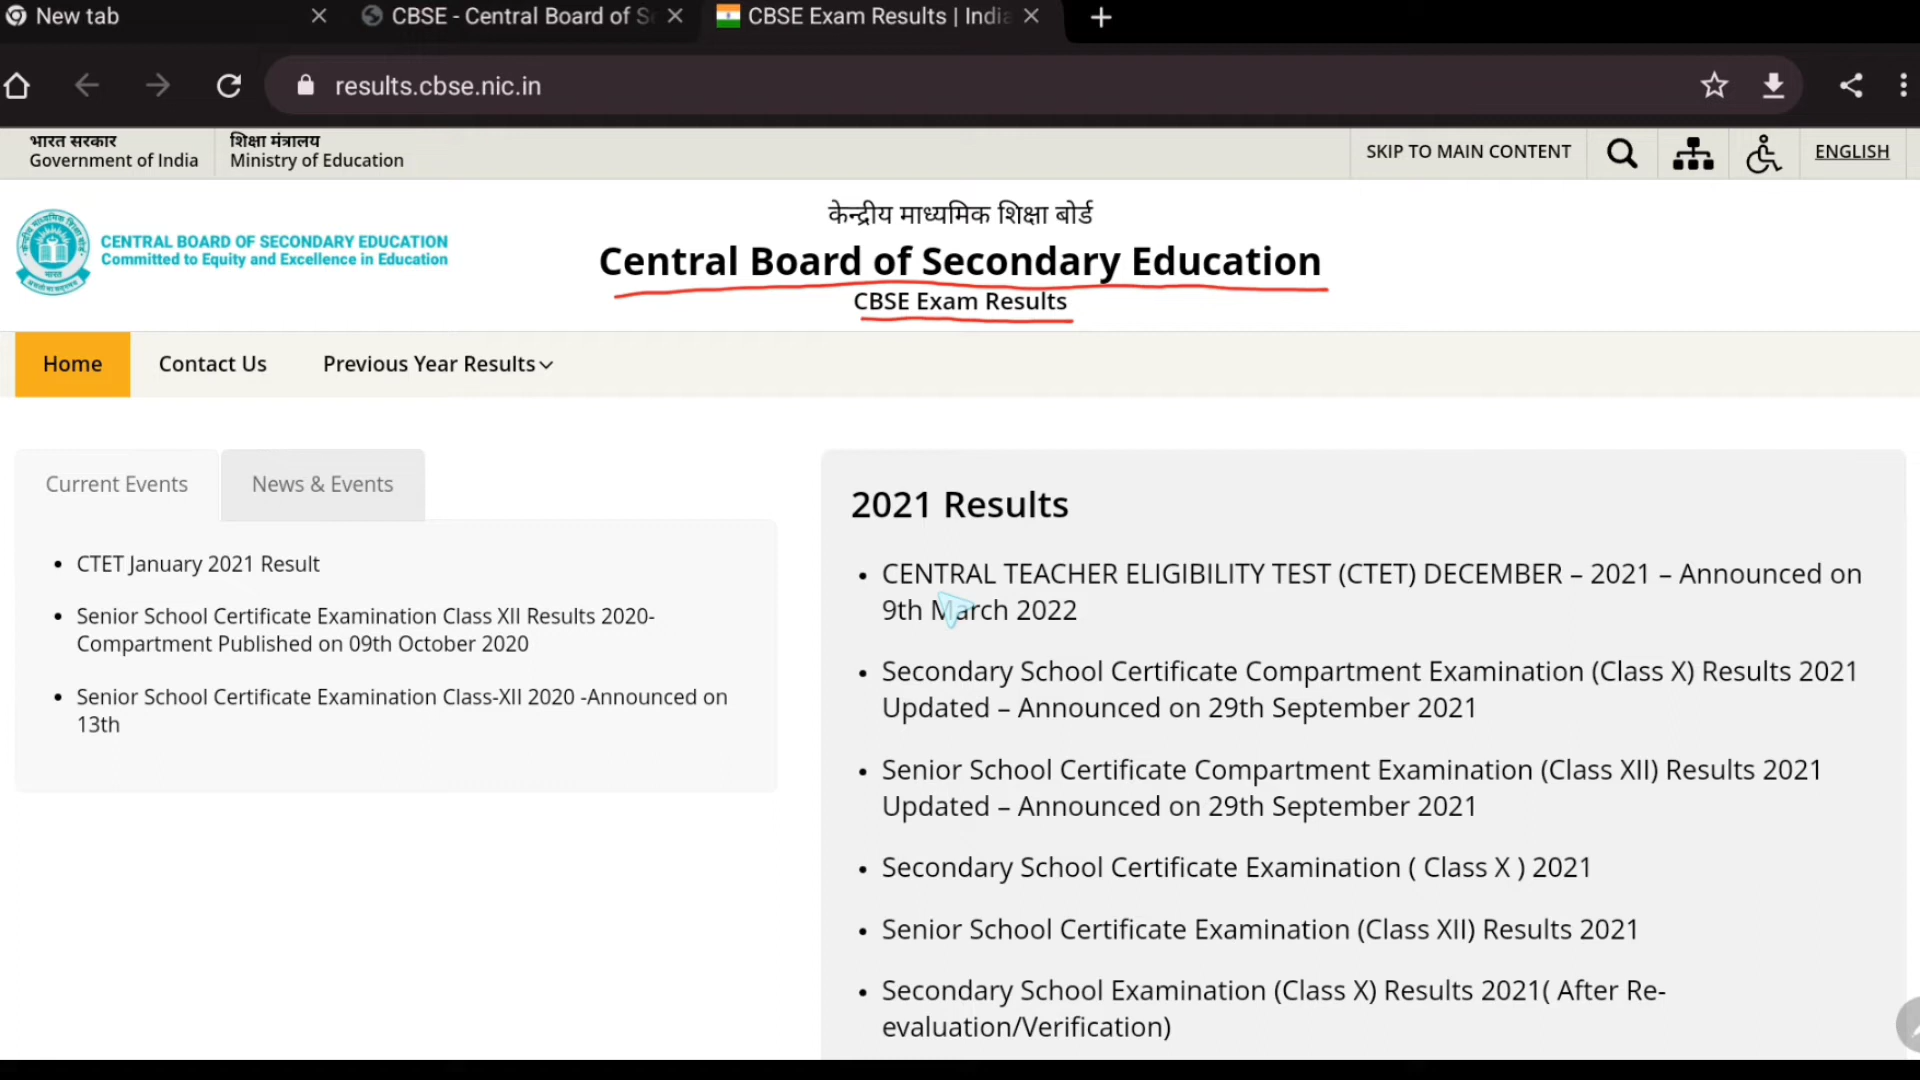 New tab
CBSE - Central Board of S
CBSE Exam Results | India
results.cbse.nic.in
भारत सरकार
Government of India
शिक्षा मंत्रालय
Ministry of Education
SKIP TO MAIN CONTENT
ENGLISH
CENTRAL BOARD OF SECONDARY EDUCATION
Committed to Equity and Excellence in Education
केन्द्रीय माध्यमिक शिक्षा बोर्ड
Central Board of Secondary Education
CBSE Exam Results
Home
Contact Us
Previous Year Results
Current Events
News & Events
CTET January 2021 Result
Senior School Certificate Examination Class XII Results 2020-
Compartment Published on 09th October 2020
Senior School Certificate Examination Class-XII 2020 -Announced on
13th
2021 Results
CENTRAL TEACHER ELIGIBILITY TEST (CTET) DECEMBER – 2021 – Announced on
9th March 2022
Secondary School Certificate Compartment Examination (Class X) Results 2021
Updated – Announced on 29th September 2021
Senior School Certificate Compartment Examination (Class XII) Results 2021
Updated – Announced on 29th September 2021
Secondary School Certificate Examination ( Class X ) 2021
Senior School Certificate Examination (Class XII) Results 2021
Secondary School Examination (Class X) Results 2021( After Re-
evaluation/Verification)